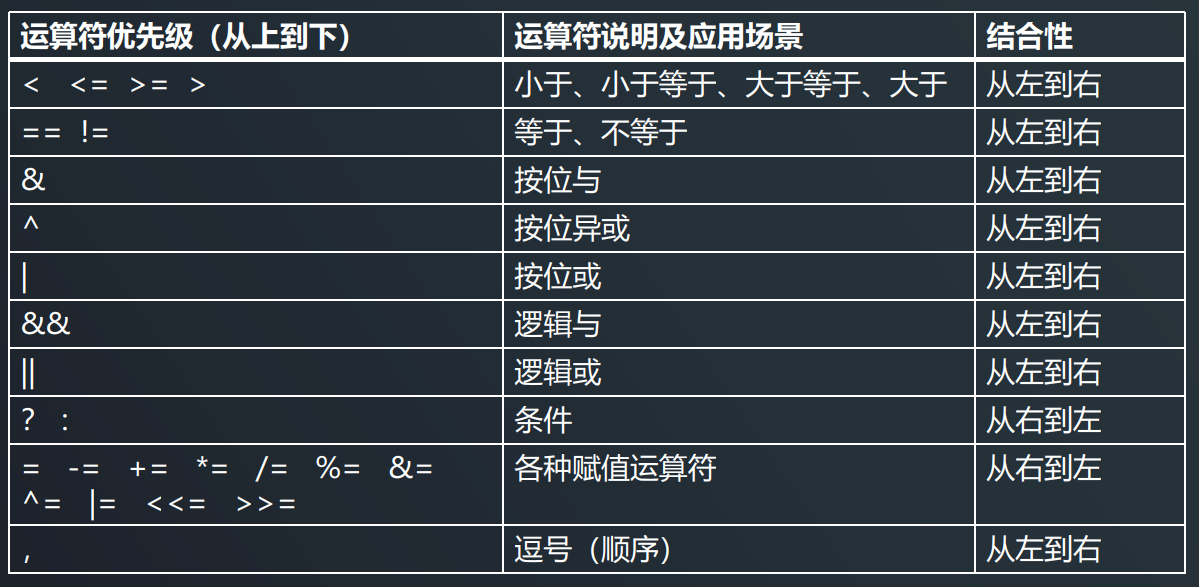 运算符优先级（从上到下） 运算符说明及应用场景 结合性
< <= >= > 小于、小于等于、大于等于、大于 从左到右
== != 等于、不等于 从左到右
& 按位与 从左到右
^ 按位异或 从左到右
| 按位或 从左到右
&& 逻辑与 从左到右
|| 逻辑或 从左到右
? : 条件 从右到左
= -= += *= /= %= &= 各种赋值运算符 从右到左
^= |= <<= >>=
, 逗号（顺序） 从左到右